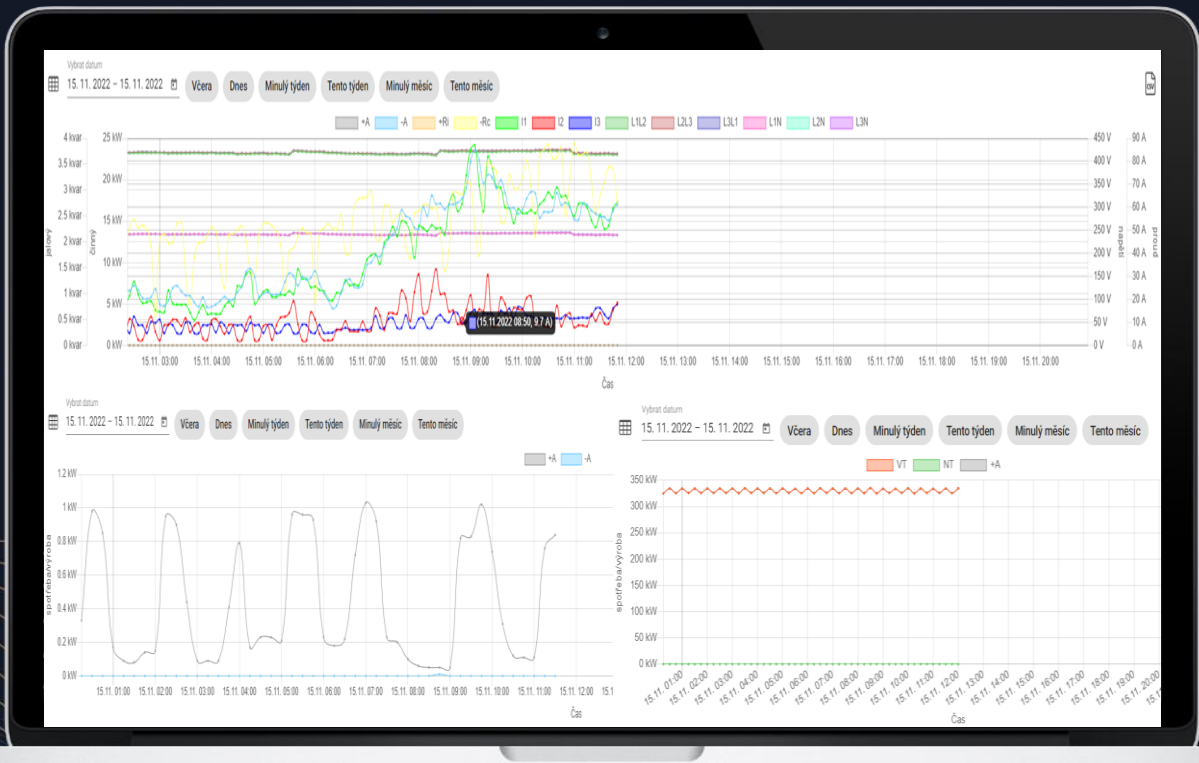 Vybrat datum
15. 11. 2022 – 15. 11. 2022 Včera Dnes Minulý týden Tento týden Minulý měsíc Tento měsíc
CSV
+A -A +Ri -Rc I1 I2 I3 L1L2 L2L3 L3L1 L1N L2N L3N
4 kvar 25 kW 450 V 90 A
3.5 kvar 400 V 80 A
3 kvar 20 kW 350 V 70 A
2.5 kvar 15 kW 300 V 60 A
2 kvar 250 V 50 A
jalový činný napětí proud
1.5 kvar 10 kW 200 V 40 A
150 V 30 A
1 kvar 5 kW 100 V 20 A
0.5 kvar 50 V 10 A
(15.11.2022 08:50, 9.7 A)
0 kvar 0 kW 0 V 0 A
15.11. 03:00 15.11. 04:00 15.11. 05:00 15.11. 06:00 15.11. 07:00 15.11. 08:00 15.11. 09:00 15.11. 10:00 15.11. 11:00 15.11. 12:00 15.11. 13:00 15.11. 14:00 15.11. 15:00 15.11. 16:00 15.11. 17:00 15.11. 18:00 15.11. 19:00 15.11. 20:00
Čas
Vybrat datum
15. 11. 2022 – 15. 11. 2022 Včera Dnes Minulý týden Tento týden Minulý měsíc Tento měsíc
+A -A
1.2 kW
1 kW
0.8 kW
spotřeba/výroba
0.6 kW
0.4 kW
0.2 kW
0 kW
15.11. 01:00 15.11. 02:00 15.11. 03:00 15.11. 04:00 15.11. 05:00 15.11. 06:00 15.11. 07:00 15.11. 08:00 15.11. 09:00 15.11. 10:00 15.11. 11:00 15.11. 12:00 15.1
Čas
Vybrat datum
15. 11. 2022 – 15. 11. 2022 Včera Dnes Minulý týden Tento týden Minulý měsíc Tento měsíc
VT NT +A
350 kW
300 kW
250 kW
200 kW
spotřeba/výroba
150 kW
100 kW
50 kW
0 kW
15.11. 01:00 15.11. 02:00 15.11. 03:00 15.11. 04:00 15.11. 05:00 15.11. 06:00 15.11. 07:00 15.11. 08:00 15.11. 09:00 15.11. 10:00 15.11. 11:00 15.11. 12:00 15.11. 13:00 15.11. 14:00 15.11. 15:00 15.11. 16:00 15.11. 17:00 15.11. 18:00 15.11. 19:00 15.11. 20:00 15.1
Čas